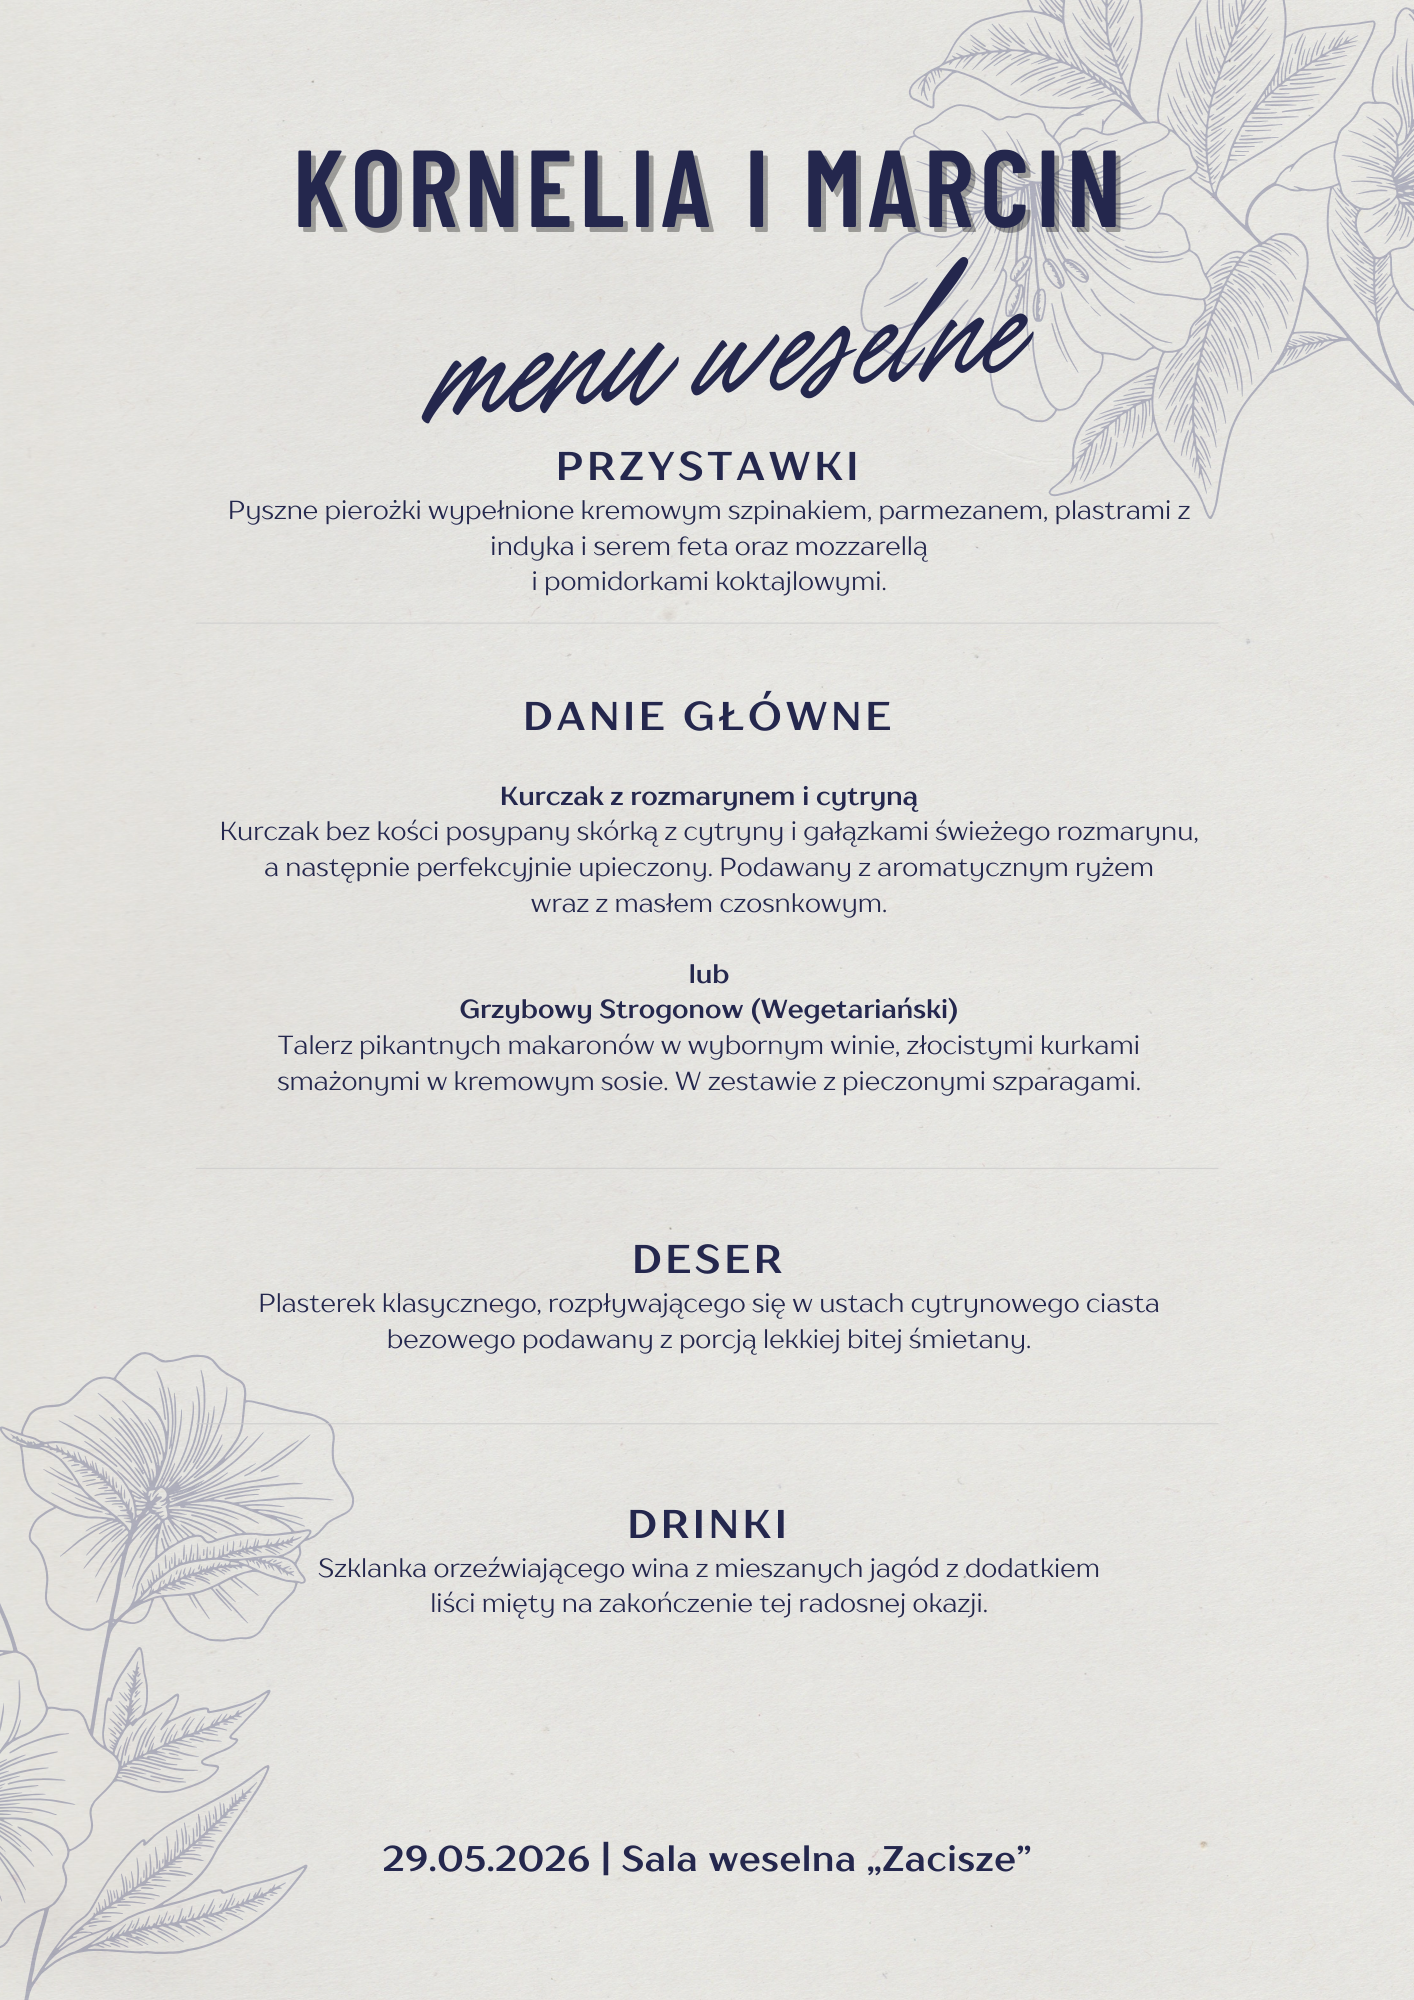 KORNELIA I MARCIN
menu weselne
PRZYSTAWKI
Pyszne pierożki wypełnione kremowym szpinakiem, parmezanem, plastrami z
indyka i serem feta oraz mozzarellą
i pomidorkami koktajlowymi.
DANIE GŁÓWNE
Kurczak z rozmarynem i cytryną
Kurczak bez kości posypany skórką z cytryny i gałązkami świeżego rozmarynu,
a następnie perfekcyjnie upieczony. Podawany z aromatycznym ryżem
wraz z masłem czosnkowym.
lub
Grzybowy Strogonow (Wegetariański)
Talerz pikantnych makaronów w wybornym winie, złocistymi kurkami
smażonymi w kremowym sosie. W zestawie z pieczonymi szparagami.
DESER
Plasterek klasycznego, rozpływającego się w ustach cytrynowego ciasta
bezowego podawany z porcją lekkiej bitej śmietany.
DRINKI
Szklanka orzeźwiającego wina z mieszanych jagód z dodatkiem
liści mięty na zakończenie tej radosnej okazji.
29.05.2026 | Sala weselna „Zacisze”